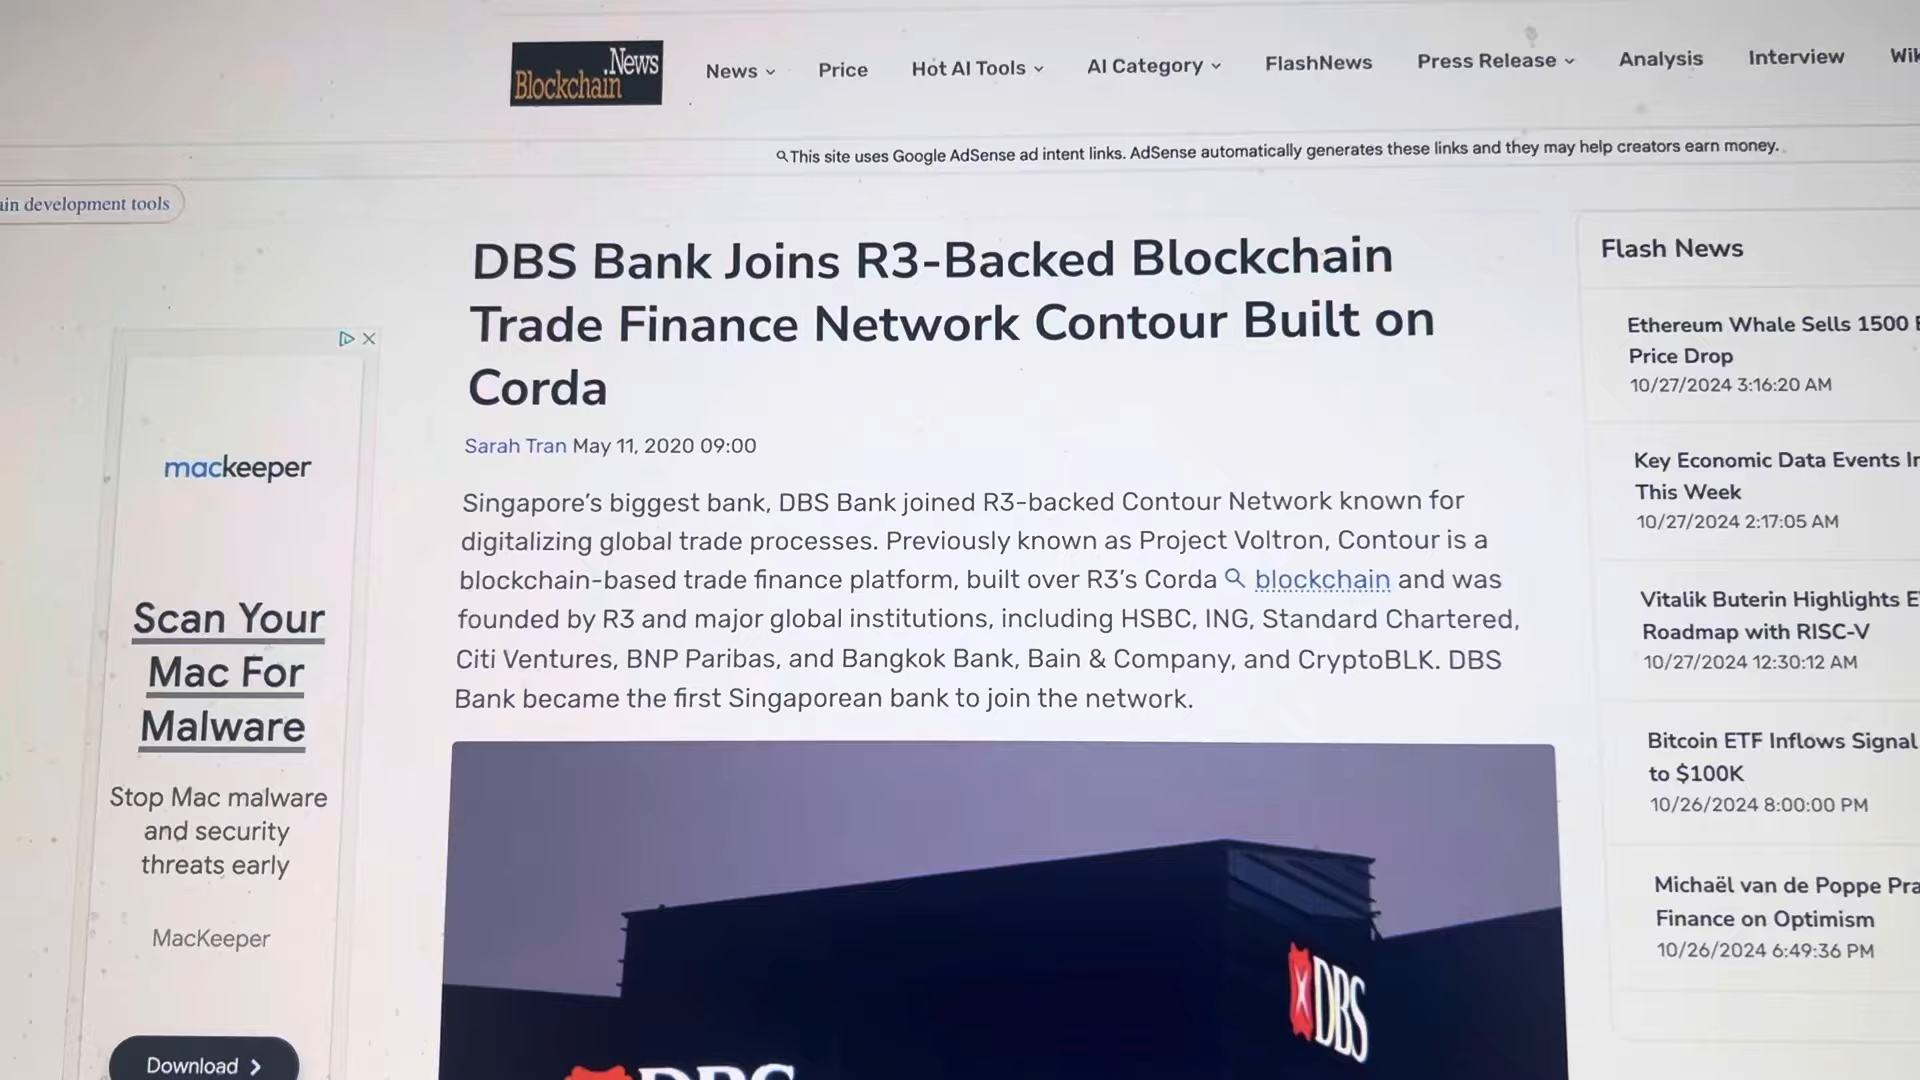 Blockchain.News
News
Price
Hot AI Tools
AI Category
FlashNews
Press Release
Analysis
Interview
This site uses Google AdSense ad intent links. AdSense automatically generates these links and they may help creators earn money.
development tools
DBS Bank Joins R3-Backed Blockchain
Trade Finance Network Contour Built on
Corda
Sarah Tran May 11, 2020 09:00
Singapore’s biggest bank, DBS Bank joined R3-backed Contour Network known for
digitalizing global trade processes. Previously known as Project Voltron, Contour is a
blockchain-based trade finance platform, built over R3’s Corda blockchain and was
founded by R3 and major global institutions, including HSBC, ING, Standard Chartered,
Citi Ventures, BNP Paribas, and Bangkok Bank, Bain & Company, and CryptoBLK. DBS
Bank became the first Singaporean bank to join the network.
DBS
DBS
mackeeper
Scan Your
Mac For
Malware
Stop Mac malware
and security
threats early
MacKeeper
Download
Flash News
Ethereum Whale Sells 1500
Price Drop
10/27/2024 3:16:20 AM
Key Economic Data Events
This Week
10/27/2024 2:17:05 AM
Vitalik Buterin Highlights
Roadmap with RISC-V
10/27/2024 12:30:12 AM
Bitcoin ETF Inflows Signal
to $100K
10/26/2024 8:00:00 PM
Michaël van de Poppe
Finance on Optimism
10/26/2024 6:49:36 PM